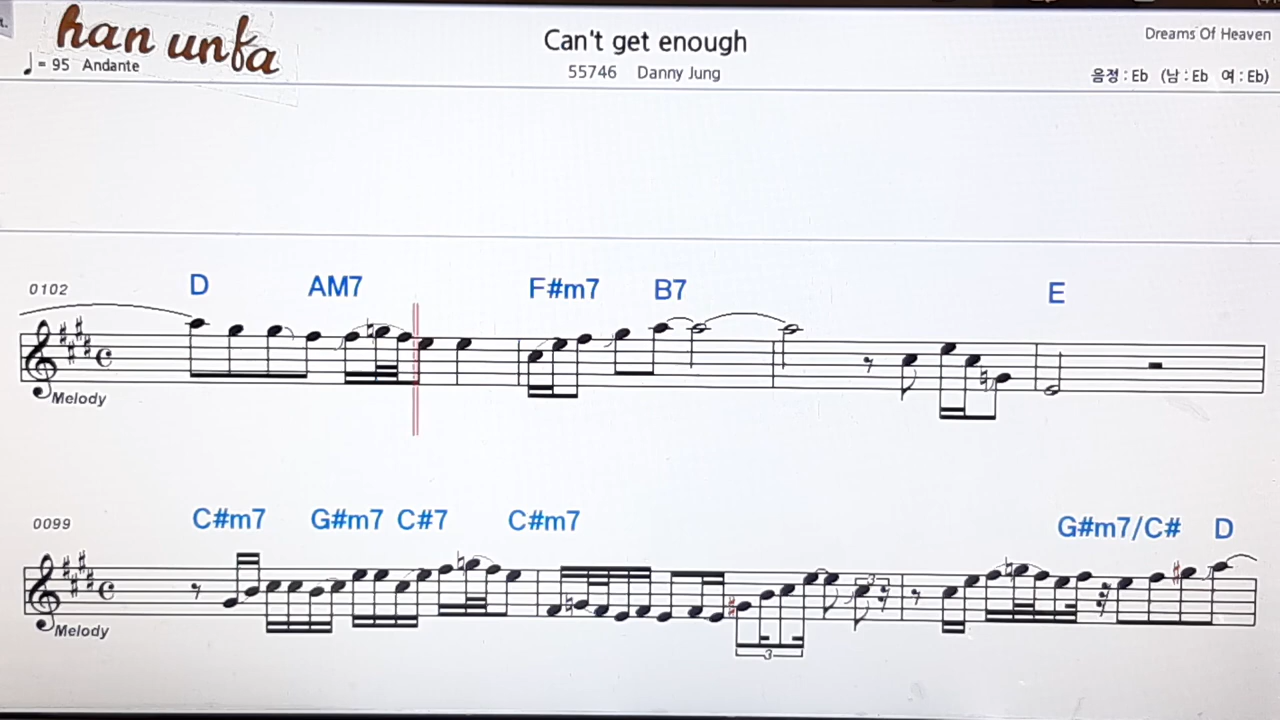 han unfa
Can't get enough
Dreams Of Heaven
♩= 95 Andante
55746 Danny Jung
음정 : Eb (남 : Eb 여 : Eb)
0102
D AM7 F#m7 B7 E
Melody
0099
C#m7 G#m7 C#7 C#m7 G#m7/C# D
3
Melody
3